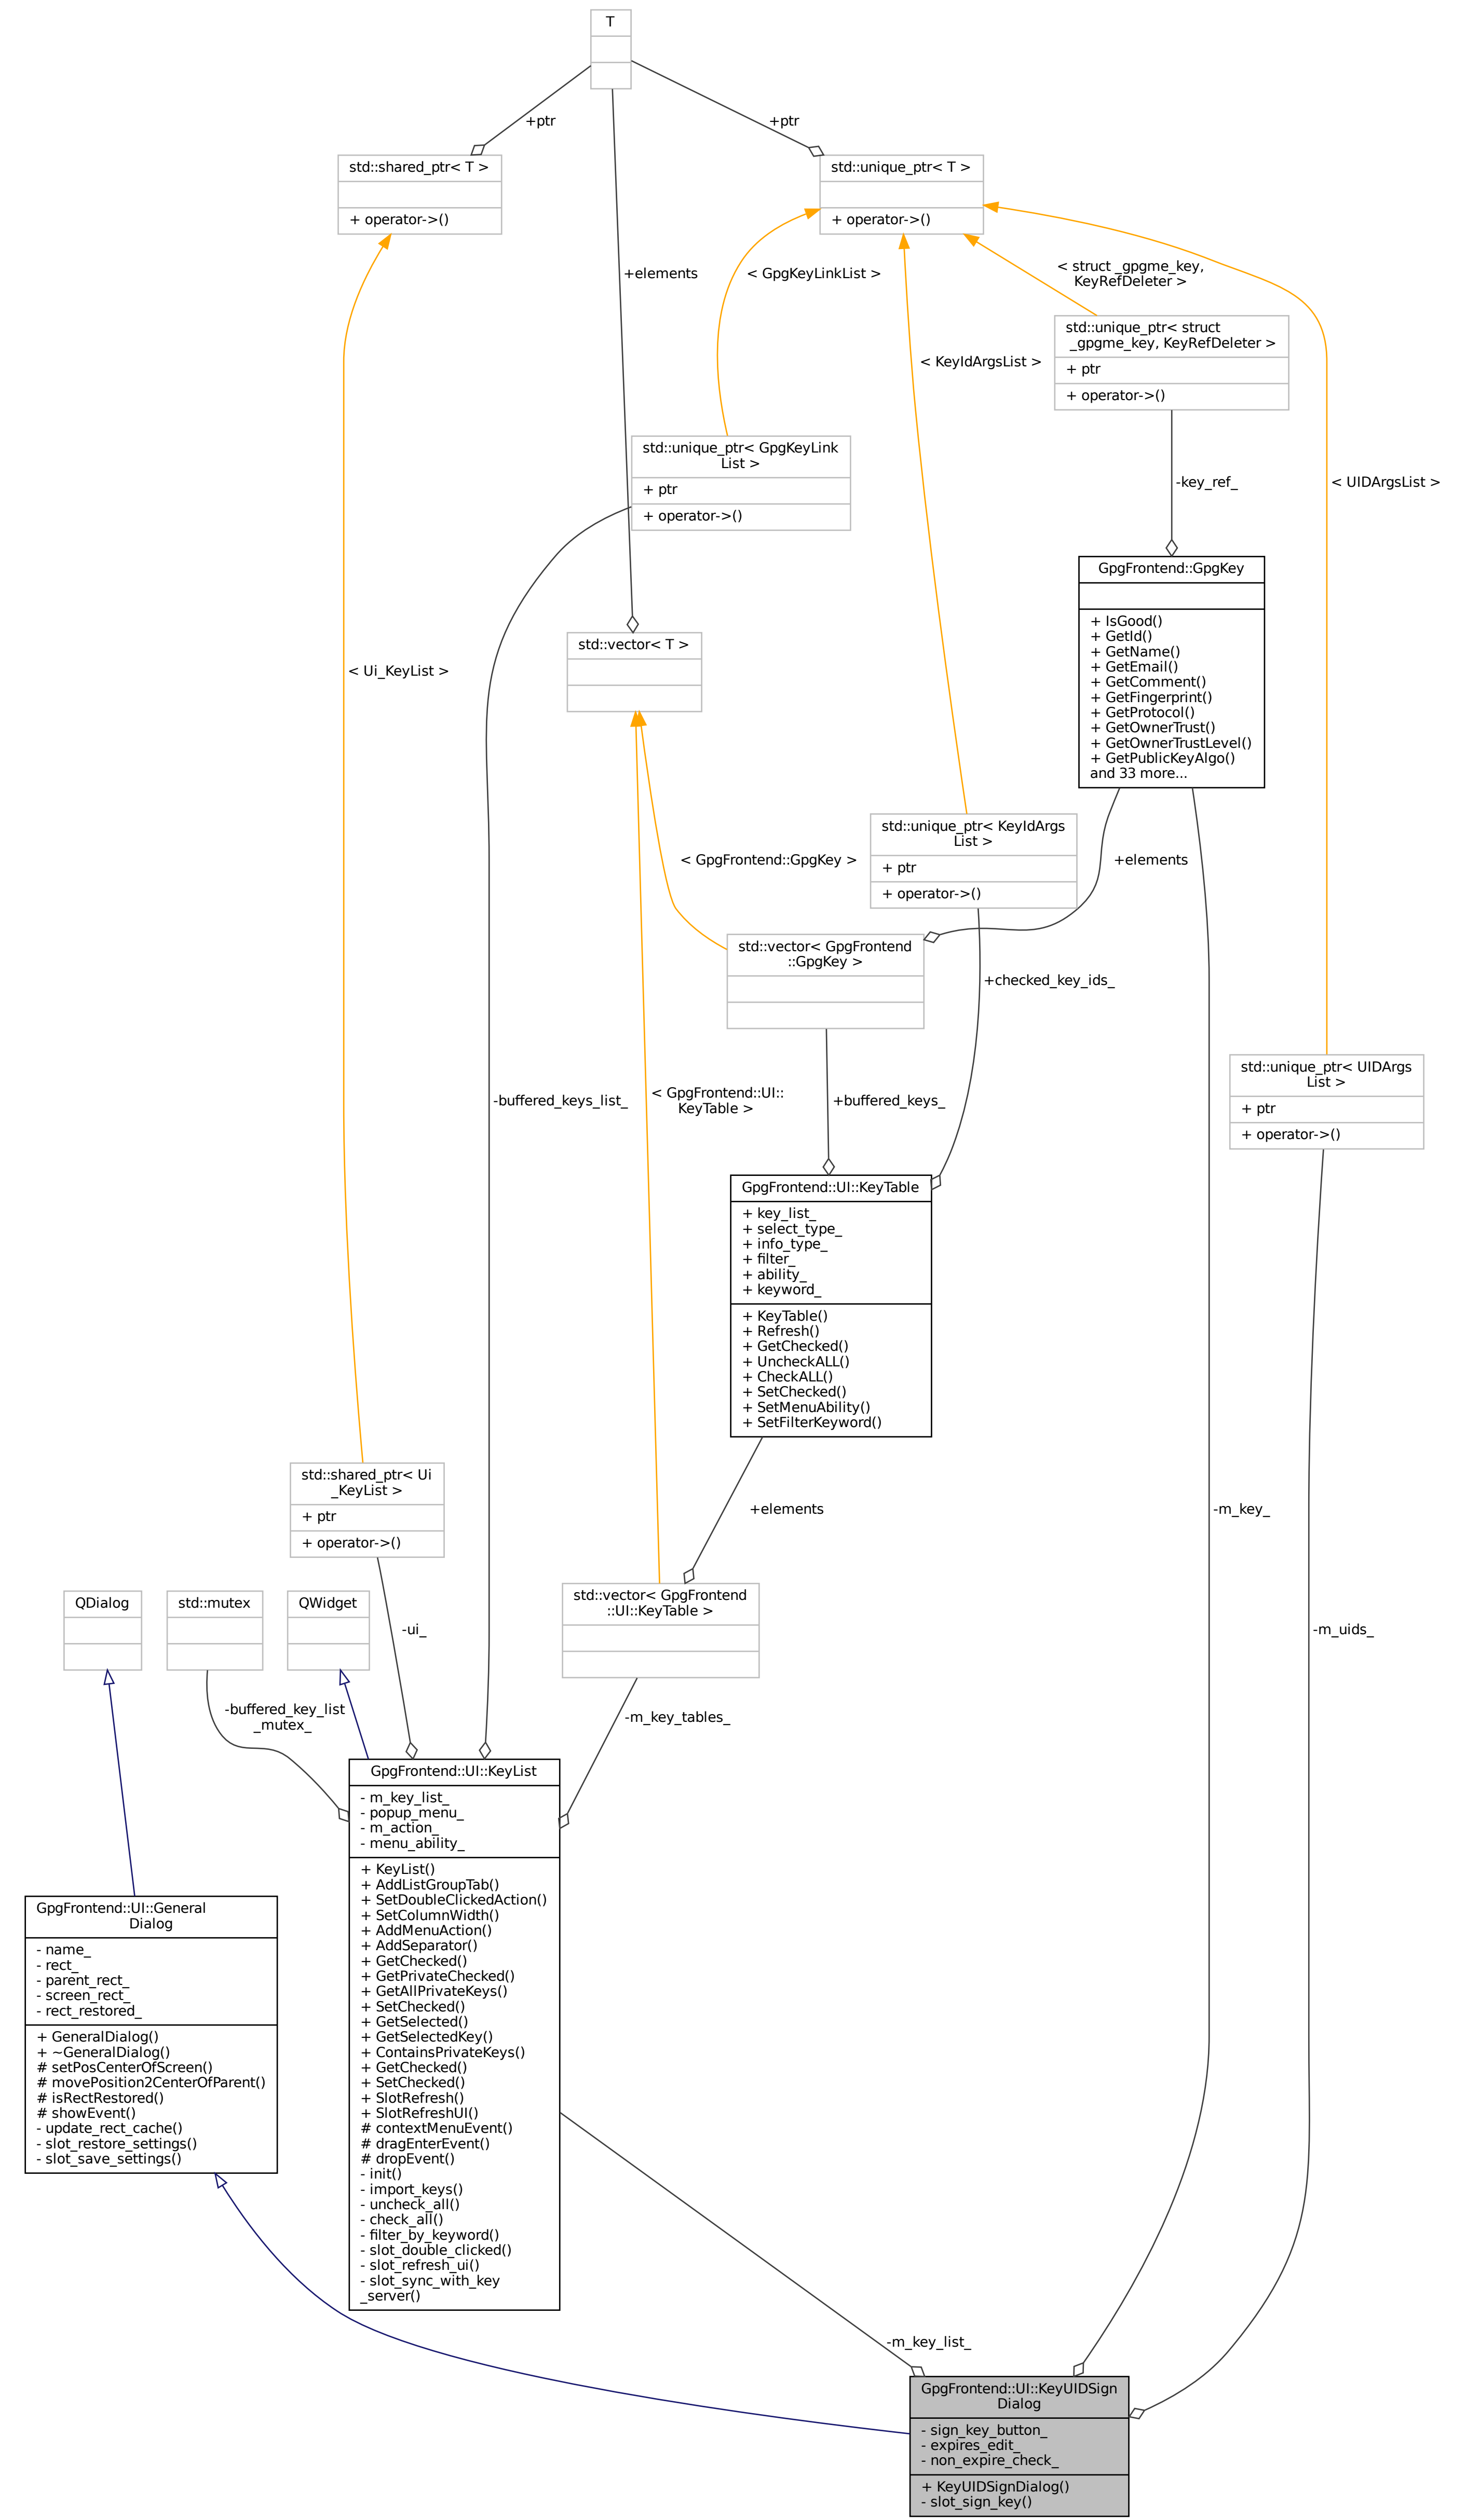 T
+ptr
+ptr
std::shared_ptr< T >
+ operator->()
std::unique_ptr< T >
+ operator->()
+elements
< GpgKeyLinkList >
< struct _gpgme_key,
KeyRefDeleter >
std::unique_ptr< struct
_gpgme_key, KeyRefDeleter >
+ ptr
+ operator->()
< KeyIdArgsList >
std::unique_ptr< GpgKeyLink
List >
+ ptr
+ operator->()
-key_ref_
< UIDArgsList >
GpgFrontend::GpgKey
+ IsGood()
+ GetId()
+ GetName()
+ GetEmail()
+ GetComment()
+ GetFingerprint()
+ GetProtocol()
+ GetOwnerTrust()
+ GetOwnerTrustLevel()
+ GetPublicKeyAlgo()
and 33 more...
std::vector< T >
< Ui_KeyList >
std::unique_ptr< KeyIdArgs
List >
+ ptr
+ operator->()
< GpgFrontend::GpgKey >
+elements
std::vector< GpgFrontend
::GpgKey >
+checked_key_ids_
std::unique_ptr< UIDArgs
List >
+ ptr
+ operator->()
-buffered_keys_list_
< GpgFrontend::UI::
KeyTable >
+buffered_keys_
GpgFrontend::UI::KeyTable
+ key_list_
+ select_type_
+ info_type_
+ filter_
+ ability_
+ keyword_
+ KeyTable()
+ Refresh()
+ GetChecked()
+ UncheckALL()
+ CheckALL()
+ SetChecked()
+ SetMenuAbility()
+ SetFilterKeyword()
std::shared_ptr< Ui
_KeyList >
+ ptr
+ operator->()
+elements
-m_key_
QDialog
std::mutex
QWidget
std::vector< GpgFrontend
::UI::KeyTable >
-ui_
-m_uids_
-buffered_key_list
_mutex_
-m_key_tables_
GpgFrontend::UI::KeyList
- m_key_list_
- popup_menu_
- m_action_
- menu_ability_
+ KeyList()
+ AddListGroupTab()
+ SetDoubleClickedAction()
+ SetColumnWidth()
+ AddMenuAction()
+ AddSeparator()
+ GetChecked()
+ GetPrivateChecked()
+ GetAllPrivateKeys()
+ SetChecked()
+ GetSelected()
+ GetSelectedKey()
+ ContainsPrivateKeys()
+ GetChecked()
+ SetChecked()
+ SlotRefresh()
+ SlotRefreshUI()
# contextMenuEvent()
# dragEnterEvent()
# dropEvent()
- init()
- import_keys()
- uncheck_all()
- check_all()
- filter_by_keyword()
- slot_double_clicked()
- slot_refresh_ui()
- slot_sync_with_key
_server()
GpgFrontend::UI::General
Dialog
- name_
- rect_
- parent_rect_
- screen_rect_
- rect_restored_
+ GeneralDialog()
+ ~GeneralDialog()
# setPosCenterOfScreen()
# movePosition2CenterOfParent()
# isRectRestored()
# showEvent()
- update_rect_cache()
- slot_restore_settings()
- slot_save_settings()
-m_key_list_
GpgFrontend::UI::KeyUIDSign
Dialog
- sign_key_button_
- expires_edit_
- non_expire_check_
+ KeyUIDSignDialog()
- slot_sign_key()